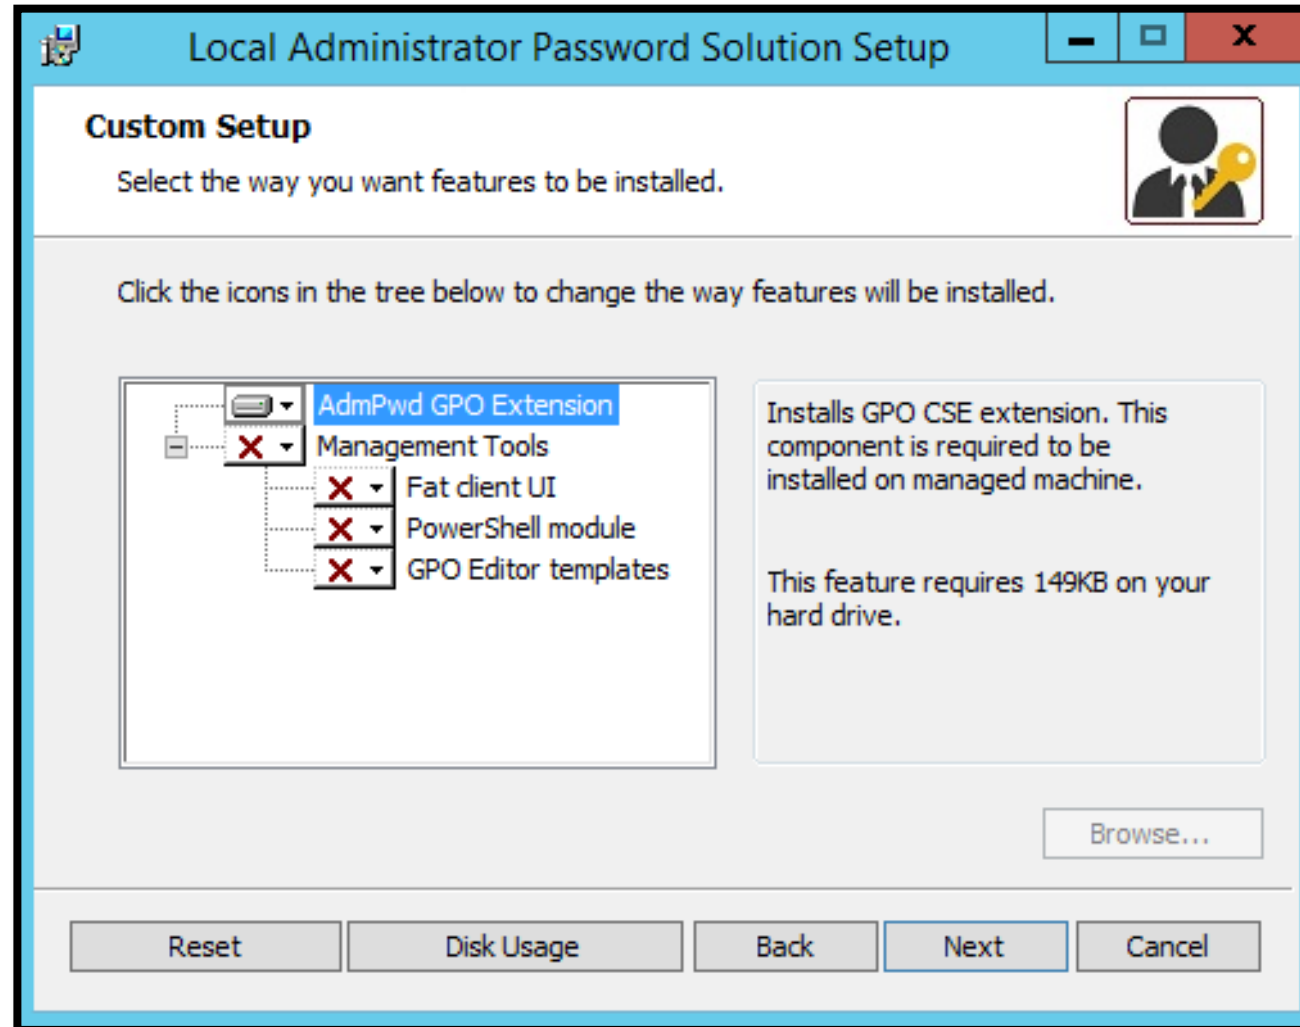 Local Administrator Password Solution Setup
Custom Setup
Select the way you want features to be installed.
Click the icons in the tree below to change the way features will be installed.
AdmPwd GPO Extension
Management Tools
Fat client UI
PowerShell module
GPO Editor templates
Installs GPO CSE extension. This
component is required to be
installed on managed machine.
This feature requires 149KB on your
hard drive.
Browse...
Reset
Disk Usage
Back
Next
Cancel